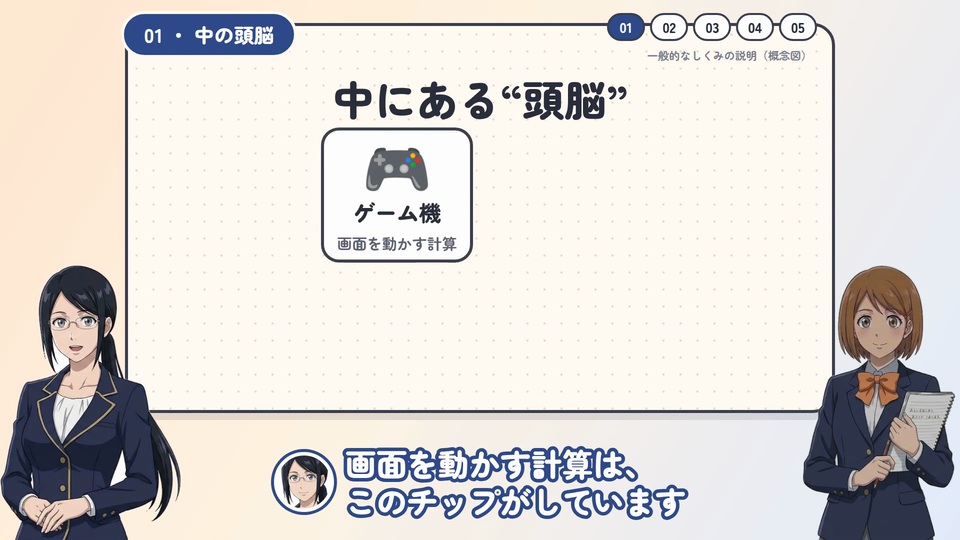 01 ・ 中の頭脳
01 02 03 04 05
一般的なしくみの説明（概念図）
中にある“頭脳”
ゲーム機
画面を動かす計算
画面を動かす計算は、
このチップがしています